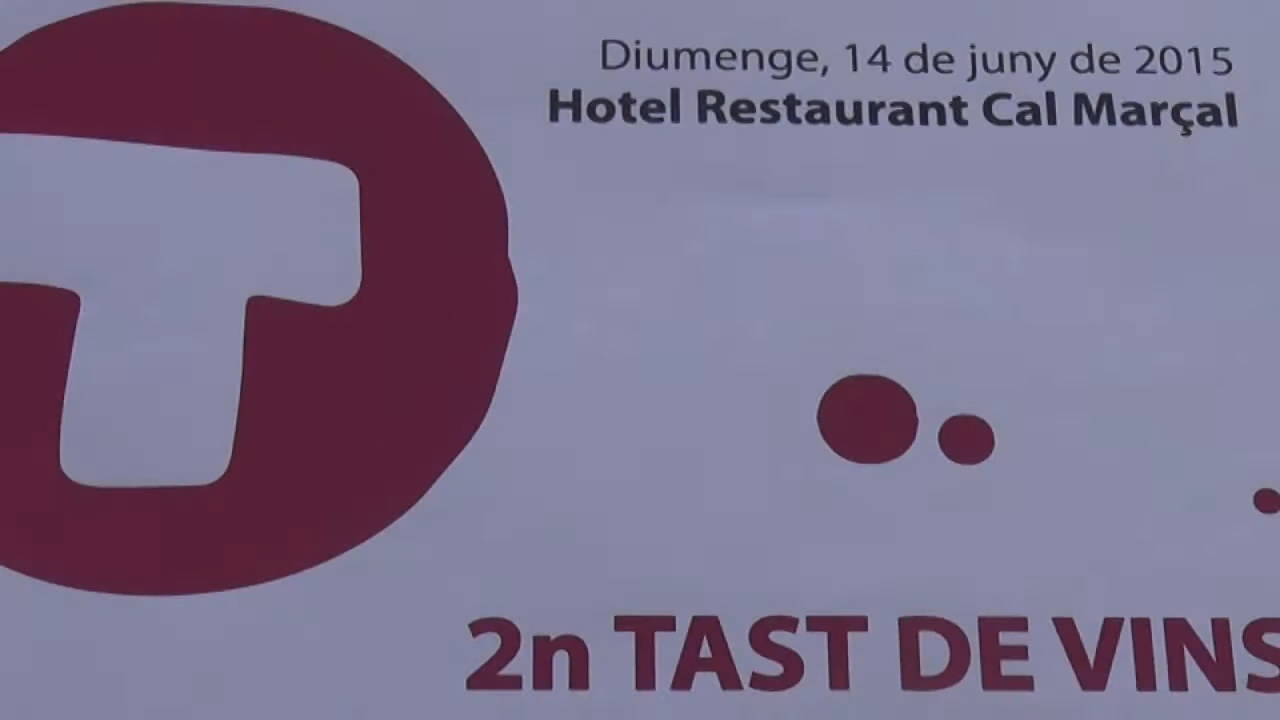 Diumenge, 14 de juny de 2015
Hotel Restaurant Cal Marçal
T
2n TAST DE VINS